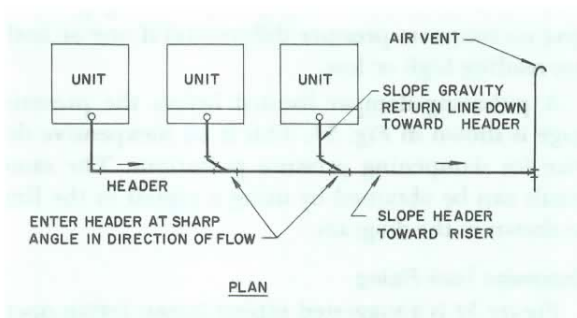 AIR VENT
UNIT
UNIT
UNIT
SLOPE GRAVITY
RETURN LINE DOWN
TOWARD HEADER
HEADER
ENTER HEADER AT SHARP
ANGLE IN DIRECTION OF FLOW
SLOPE HEADER
TOWARD RISER
PLAN